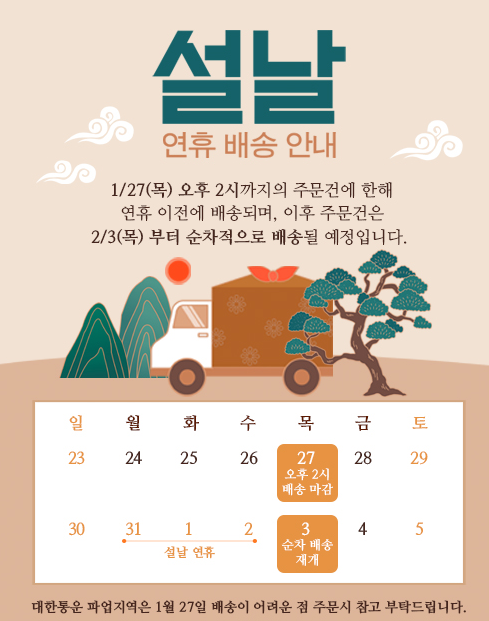 설날
연휴 배송 안내
1/27(목) 오후 2시까지의 주문건에 한해
연휴 이전에 배송되며, 이후 주문건은
2/3(목) 부터 순차적으로 배송될 예정입니다.
일 월 화 수 목 금 토
23 24 25 26 27 28 29
오후 2시
배송 마감
30 31 1 2 3 4 5
설날 연휴
순차 배송
재개
대한통운 파업지역은 1월 27일 배송이 어려운 점 주문시 참고 부탁드립니다.